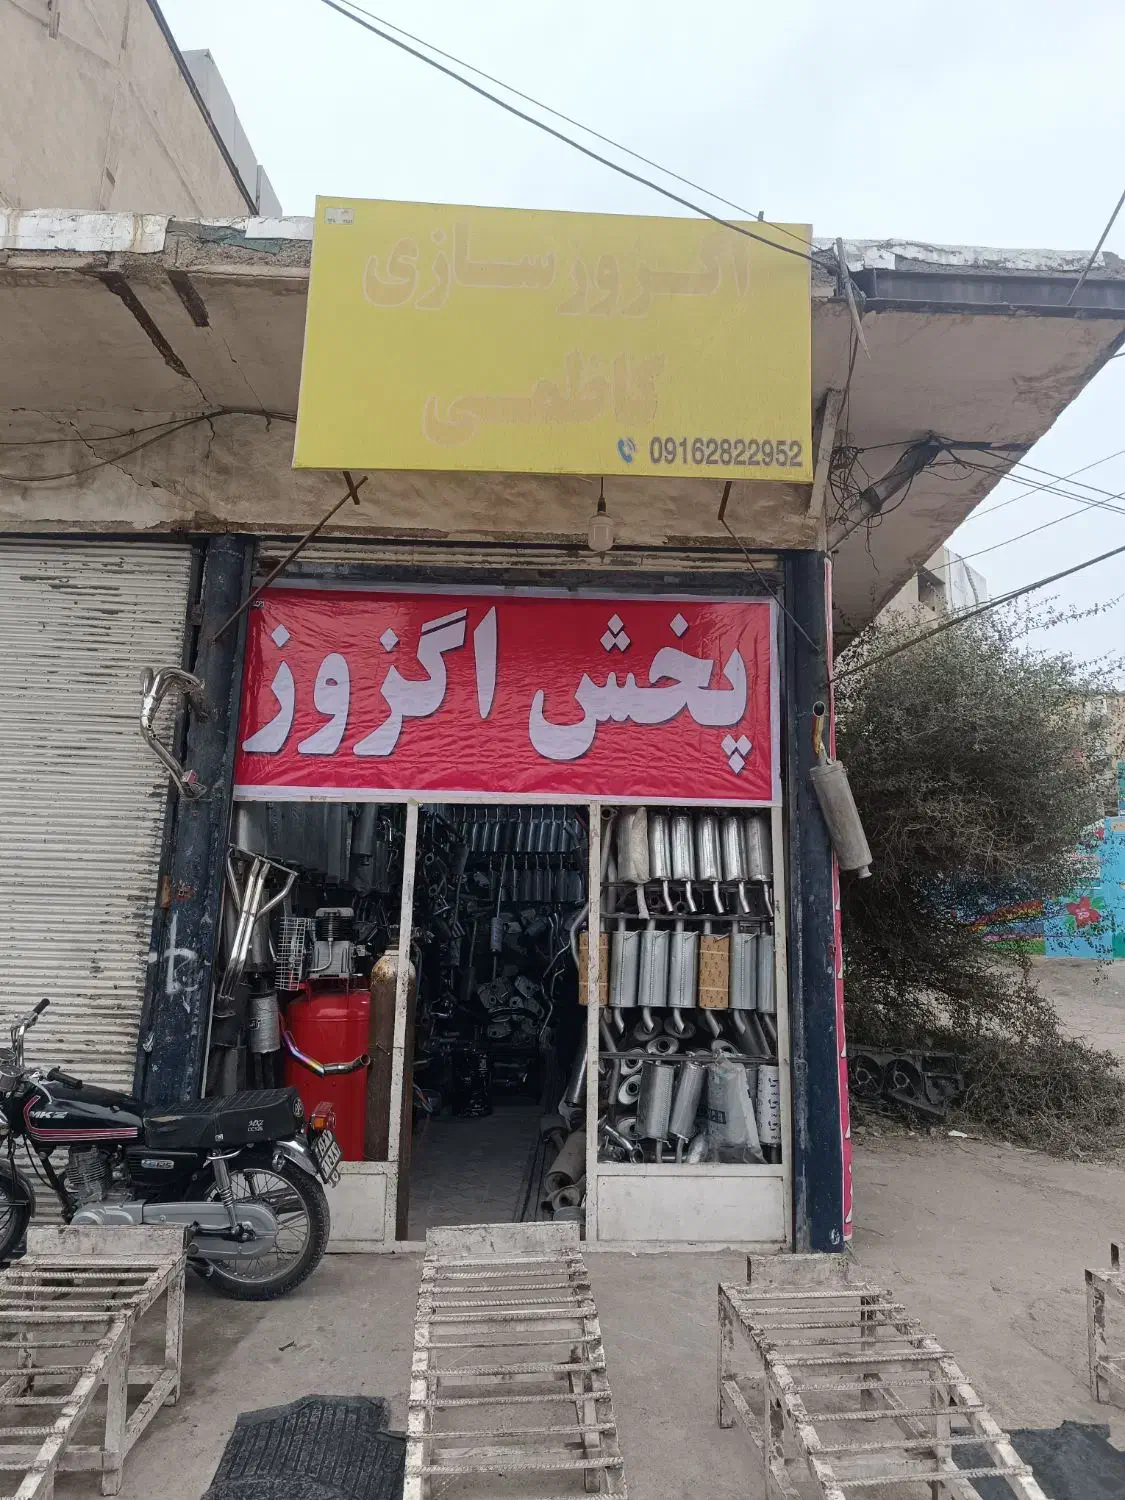 اگزوز سازی
کاظمی
09162822952
پخش اگزوز